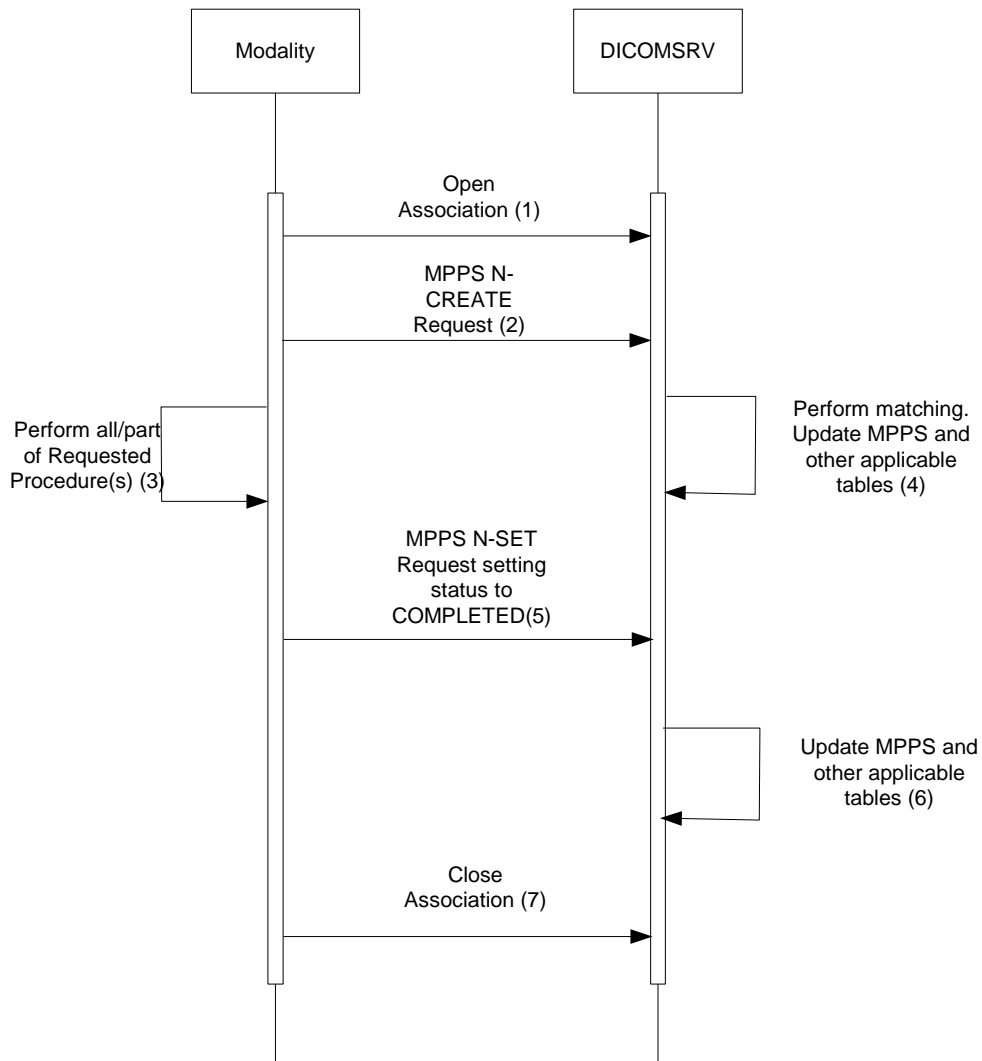 Modality
DICOMSRV
Open
Association (1)
MPPS N-
CREATE
Request (2)
Perform all/part
of Requested
Procedure(s) (3)
Perform matching.
Update MPPS and
other applicable
tables (4)
MPPS N-SET
Request setting
status to
COMPLETED(5)
Update MPPS and
other applicable
tables (6)
Close
Association (7)